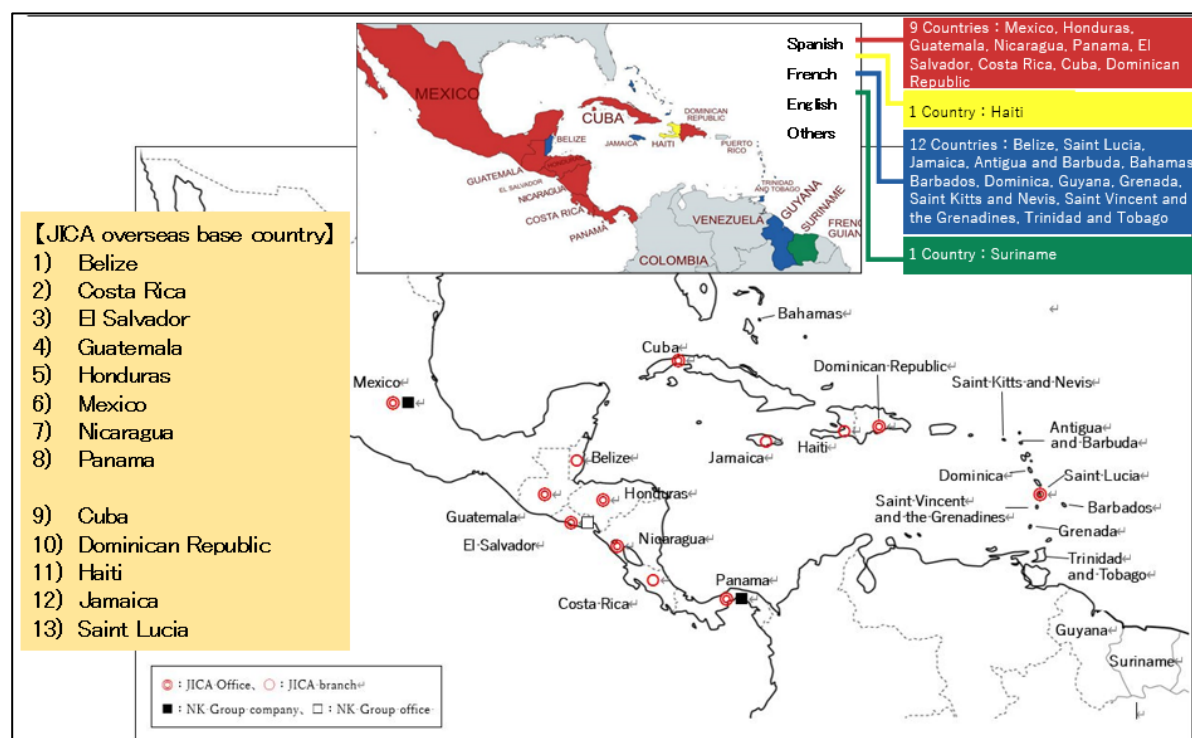 Spanish
French
English
Others
9 Countries：Mexico, Honduras,
Guatemala, Nicaragua, Panama, El
Salvador, Costa Rica, Cuba, Dominican
Republic
1 Country：Haiti
12 Countries：Belize, Saint Lucia,
Jamaica, Antigua and Barbuda, Bahamas
Barbados, Dominica, Guyana, Grenada,
Saint Kitts and Nevis, Saint Vincent and
the Grenadines, Trinidad and Tobago
1 Country：Suriname
MEXICO
CUBA
DOMINICAN
REPUBLIC
BELIZE
JAMAICA
HAITI
PUERTO
RICO
GUATEMALA
HONDURAS
EL SALVADOR
NICARAGUA
COSTA RICA
PANAMA
TRINIDAD
AND TOBAGO
VENEZUELA
GUYANA
SURINAME
FRENC
GUIAN
COLOMBIA
【JICA overseas base country】
1) Belize
2) Costa Rica
3) El Salvador
4) Guatemala
5) Honduras
6) Mexico
7) Nicaragua
8) Panama
9) Cuba
10) Dominican Republic
11) Haiti
12) Jamaica
13) Saint Lucia
Bahamas
Cuba
Dominican Republic
Mexico
Saint Kitts and Nevis
Antigua
and Barbuda
Jamaica
Haiti
Belize
Dominica
Saint Lucia
Honduras
Saint Vincent
and the Grenadines
Barbados
Guatemala
El Salvador
Nicaragua
Grenada
Panama
Trinidad
and Tobago
Costa Rica
Guyana
Suriname
◎：JICA Office、○：JICA branch
■：NK Group company、□：NK Group office